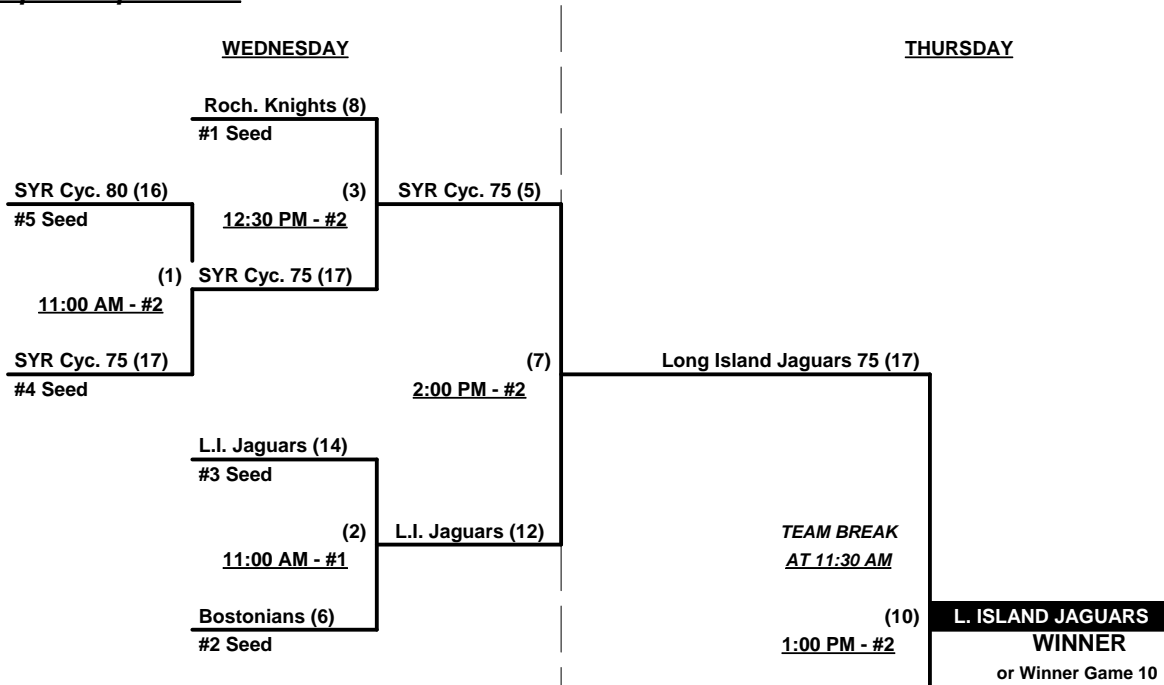 WEDNESDAY
THURSDAY
Roch. Knights (8)
#1 Seed
SYR Cyc. 80 (16)
(3)
SYR Cyc. 75 (5)
#5 Seed
12:30 PM - #2
(1)
SYR Cyc. 75 (17)
11:00 AM - #2
SYR Cyc. 75 (17)
(7)
Long Island Jaguars 75 (17)
#4 Seed
2:00 PM - #2
L.I. Jaguars (14)
#3 Seed
(2)
L.I. Jaguars (12)
TEAM BREAK
11:00 AM - #1
AT 11:30 AM
Bostonians (6)
(10)
L. ISLAND JAGUARS
#2 Seed
1:00 PM - #2
WINNER
or Winner Game 10